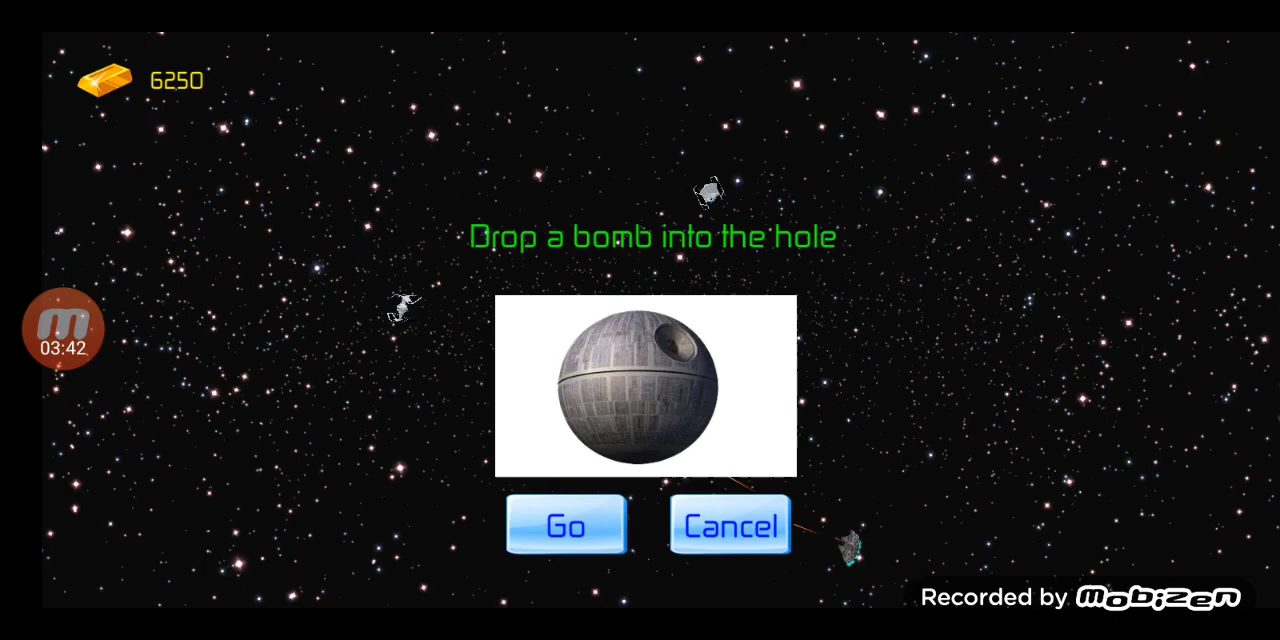 6250
Drop a bomb into the hole
m
03:42
Go
Cancel
Recorded by mobizen